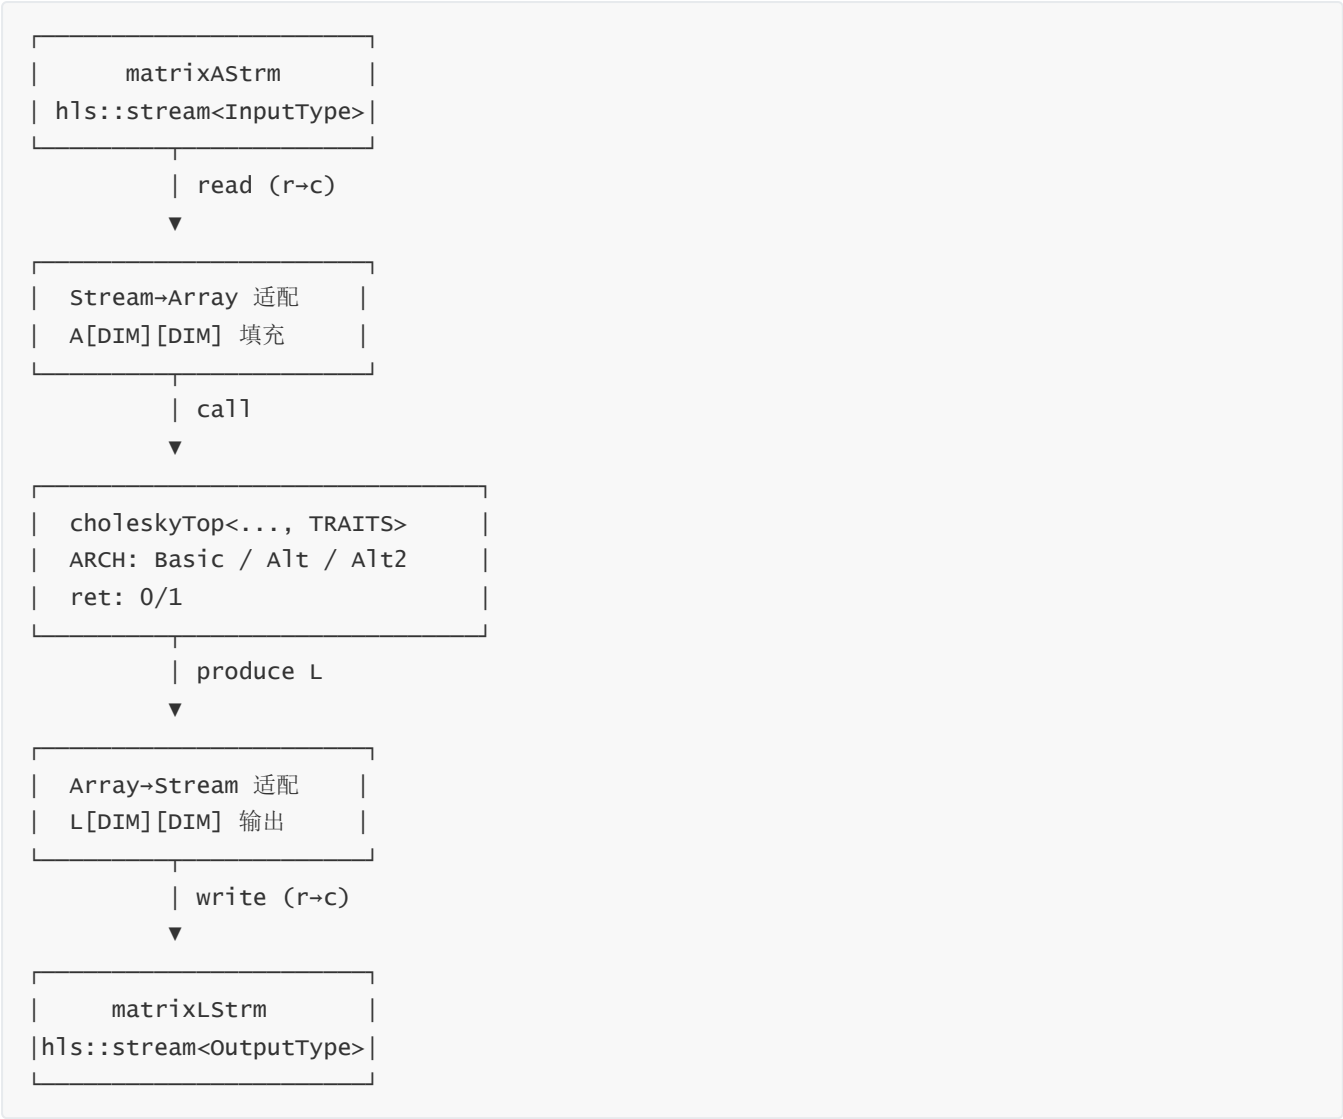 matrixAStrm
hls::stream<InputType>
read (r→c)
Stream→Array 适配
A[DIM][DIM] 填充
call
choleskyTop<..., TRAITS>
ARCH: Basic / Alt / Alt2
ret: 0/1
produce L
Array→Stream 适配
L[DIM][DIM] 输出
write (r→c)
matrixLStrm
hls::stream<OutputType>